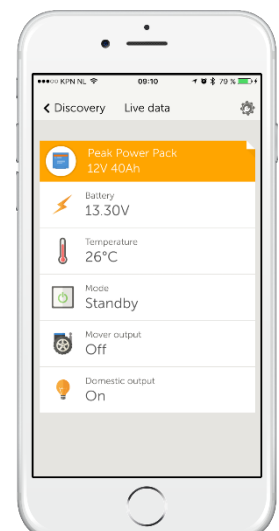 ●●●○○ KPN NL 09:10 79 %
Discovery Live data
Peak Power Pack
12V 40Ah
Battery
13.30V
Temperature
26°C
Mode
Standby
Mover output
Off
Domestic output
On